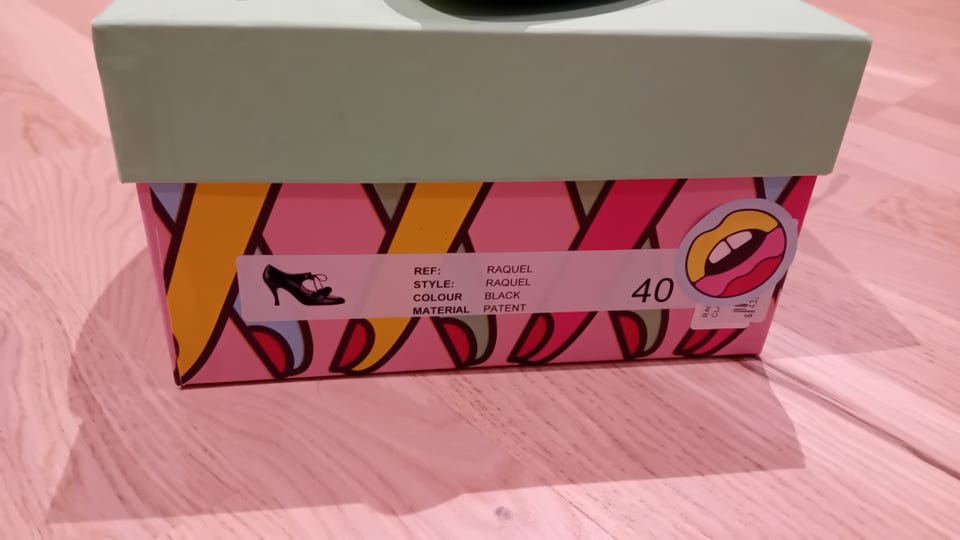 REF: RAQUEL
STYLE: RAQUEL
COLOUR BLACK
MATERIAL PATENT
40